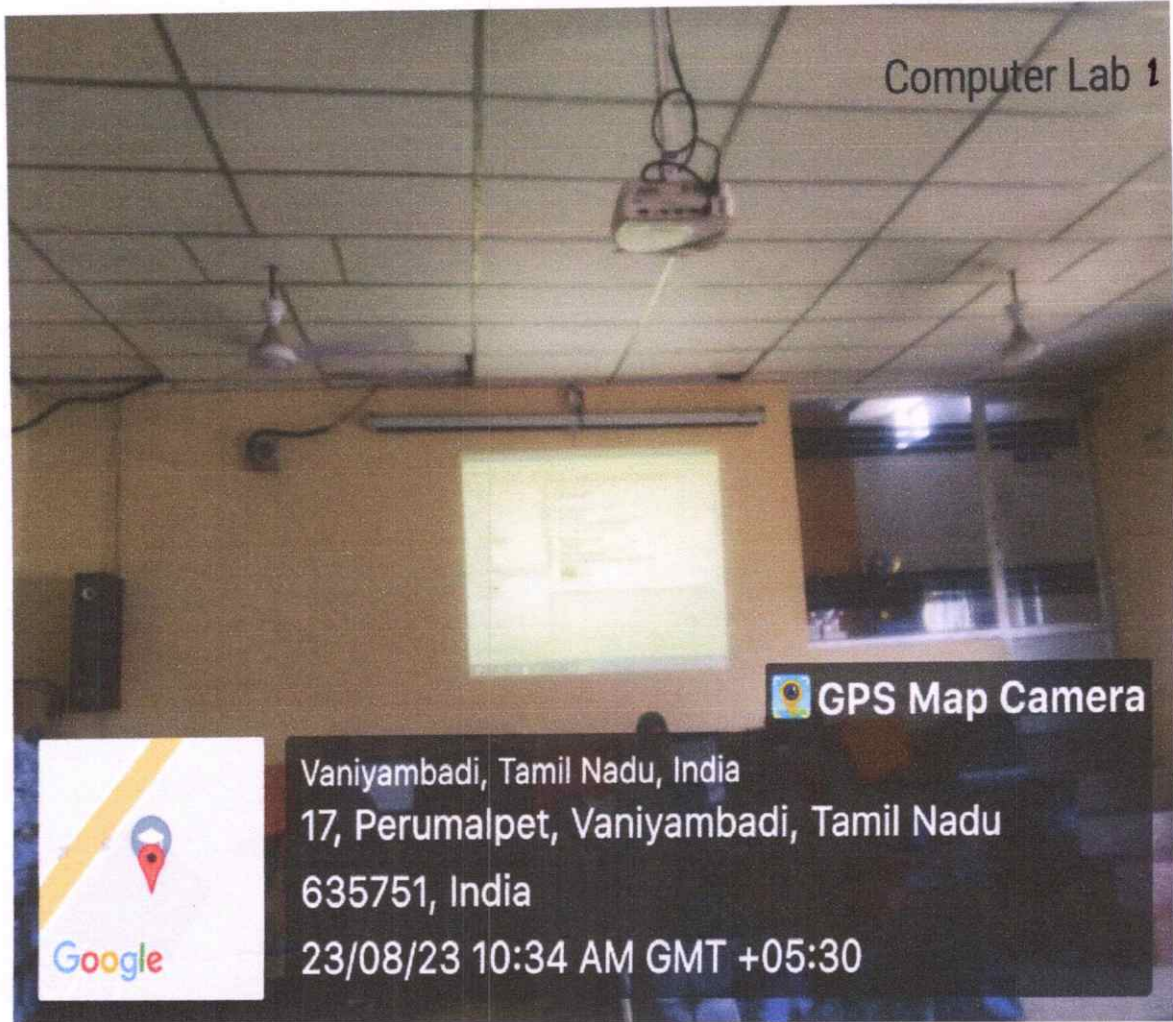 Computer Lab 1
GPS Map Camera
Vaniyambadi, Tamil Nadu, India
17, Perumalpet, Vaniyambadi, Tamil Nadu
635751, India
23/08/23 10:34 AM GMT +05:30
Google